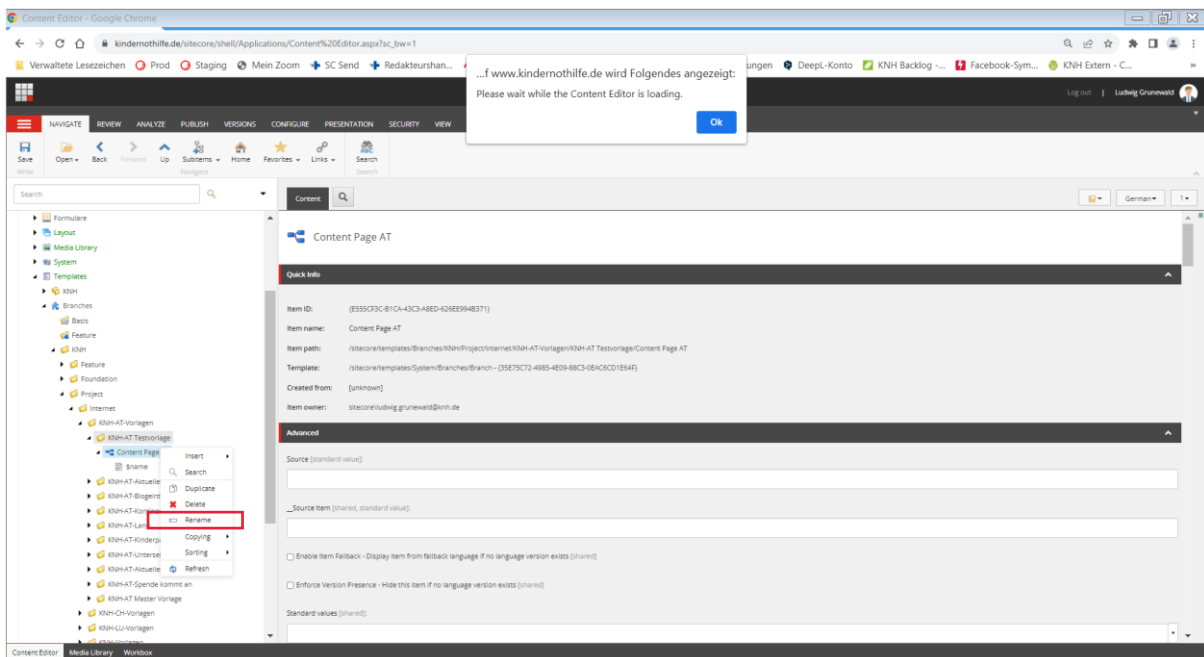 Content Editor - Google Chrome
kindernothilfe.de/sitecore/shell/Applications/Content%20Editor.aspx?sc_bw=1
Verwaltete Lesezeichen Prod Staging Mein Zoom SC Send Redakteurshan... ungen DeepL-Konto KNH Backlog -... Facebook-Sym... KNH Extern - C... »
...f www.kindernothilfe.de wird Folgendes angezeigt:
Please wait while the Content Editor is loading.
Ok
Log out | Ludwig Grunewald
NAVIGATE REVIEW ANALYZE PUBLISH VERSIONS CONFIGURE PRESENTATION SECURITY VIEW
Save Open Back Forward Up Subitems Home Favorites Links Search
Write Navigate Search
Search
Content
German 1
Formulare
Layout
Media Library
System
Templates
KNH
Branches
Basis
Feature
KNH
Feature
Foundation
Project
Internet
KNH-AT-Vorlagen
KNH-AT Testvorlage
Content Page
$name
KNH-AT-Aktuelle
KNH-AT-Blogeint
KNH-AT-Kontin
KNH-AT-Lan
KNH-AT-Kinderp
KNH-AT-Unterse
KNH-AT-Aktuelle
KNH-AT-Spende kommt an
KNH-AT Master Vorlage
KNH-CH-Vorlagen
KNH-LU-Vorlagen
KNH-Vorlagen
Insert
Search
Duplicate
Delete
Rename
Copying
Sorting
Refresh
Content Page AT
Quick Info
Item ID: {E555CF3C-B1CA-43C3-A8ED-626EE994B371}
Item name: Content Page AT
Item path: /sitecore/templates/Branches/KNH/Project/Internet/KNH-AT-Vorlagen/KNH-AT Testvorlage/Content Page AT
Template: /sitecore/templates/System/Branches/Branch - {35E75C72-4985-4E09-88C3-0EAC6CD1E64F}
Created from: [unknown]
Item owner: sitecore\ludwig.grunewald@knh.de
Advanced
Source [standard value]:
__Source Item [shared, standard value]:
Enable Item Fallback - Display item from fallback language if no language version exists [shared]
Enforce Version Presence - Hide this item if no language version exists [shared]
Standard values [shared]:
Content Editor Media Library Workbox